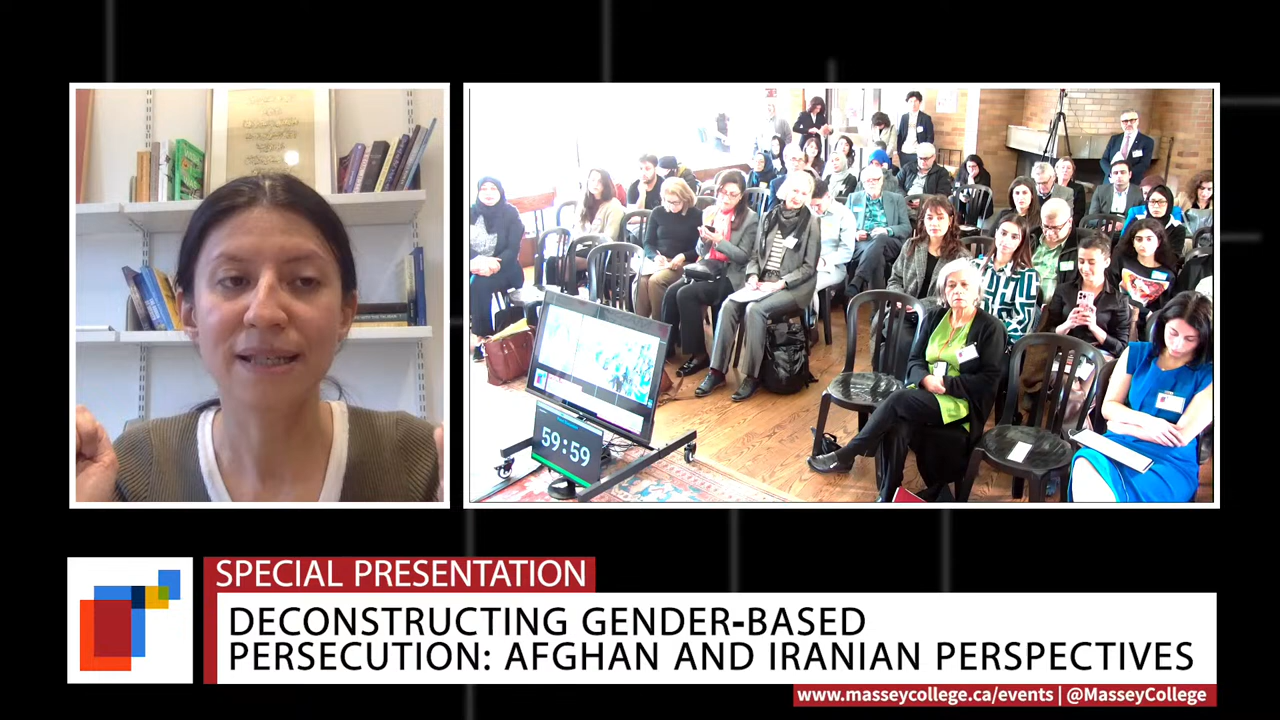 59:59
SPECIAL PRESENTATION
DECONSTRUCTING GENDER-BASED
PERSECUTION: AFGHAN AND IRANIAN PERSPECTIVES
www.masseycollege.ca/events | @MasseyCollege